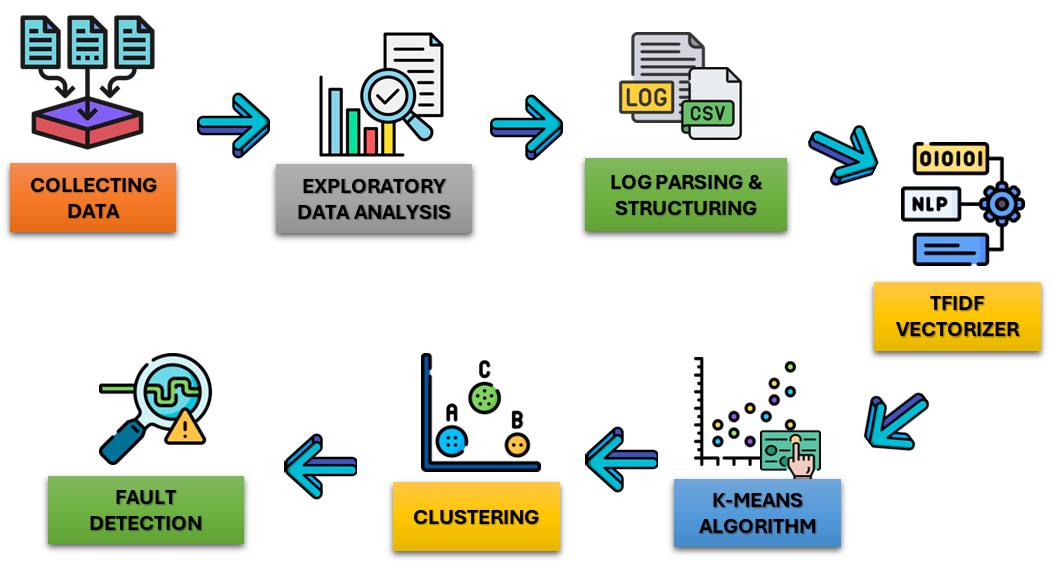 COLLECTING
DATA
EXPLORATORY
DATA ANALYSIS
LOG
CSV
LOG PARSING &
STRUCTURING
010101
NLP
TFIDF
VECTORIZER
K-MEANS
ALGORITHM
C
A
B
CLUSTERING
FAULT
DETECTION